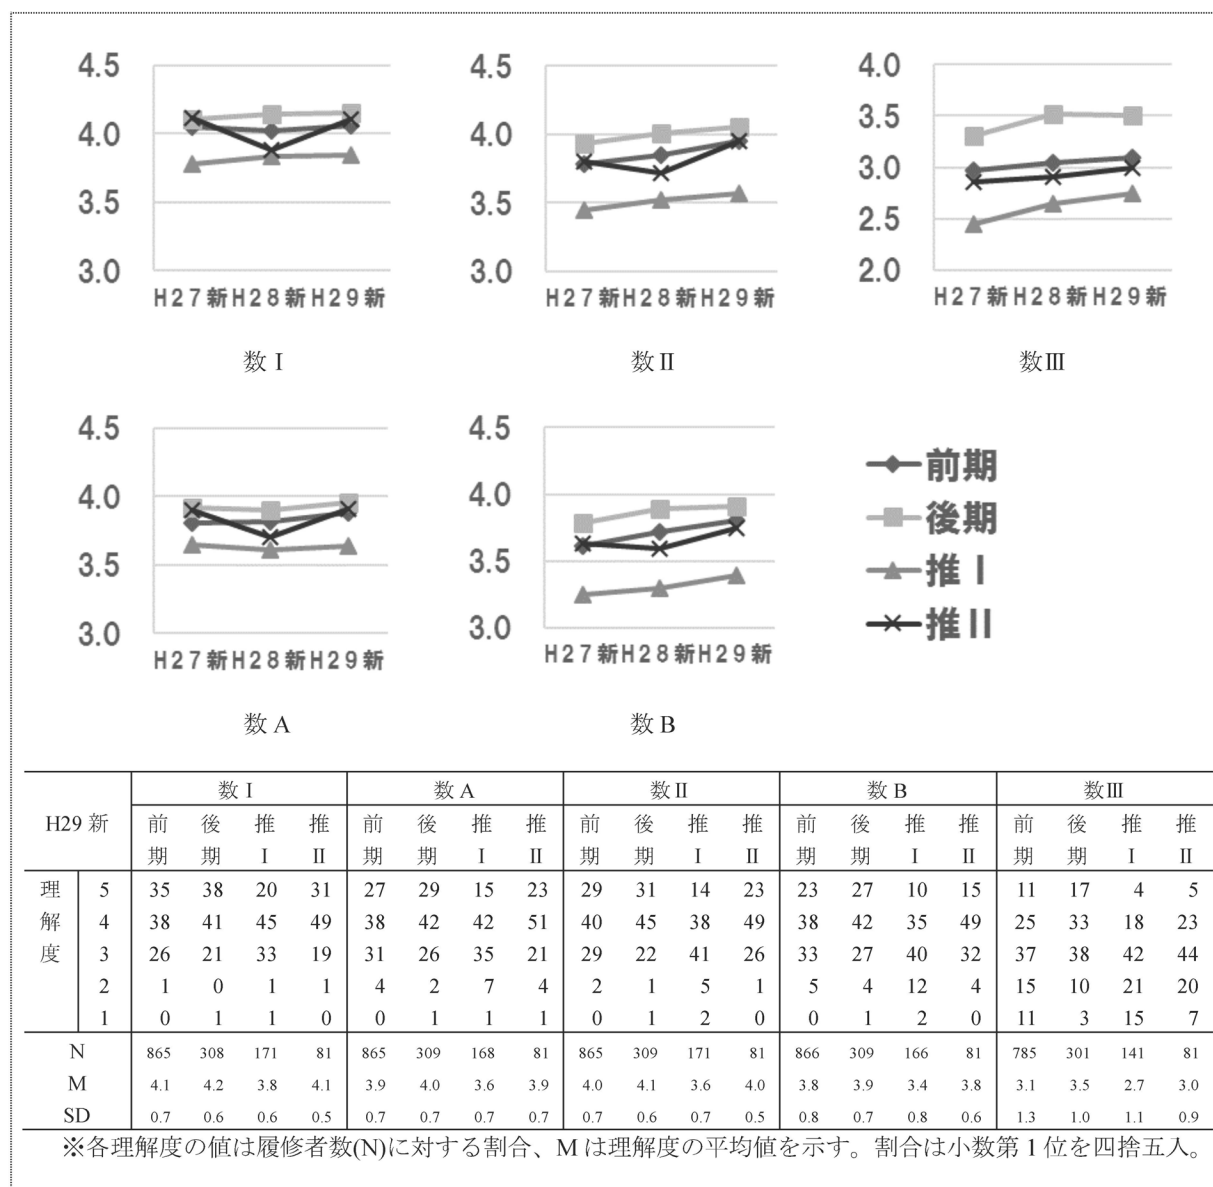 4.5
4.0
3.5
3.0
H27新 H28新 H29新
数Ⅰ
4.5
4.0
3.5
3.0
H27新 H28新 H29新
数Ⅱ
4.0
3.5
3.0
2.5
2.0
H27新 H28新 H29新
数Ⅲ
4.5
4.0
3.5
3.0
H27新 H28新 H29新
数A
4.5
4.0
3.5
3.0
H27新 H28新 H29新
数B
前期
後期
推Ⅰ
推Ⅱ
H29新 数Ⅰ 数A 数Ⅱ 数B 数Ⅲ
前期 後期 推Ⅰ 推Ⅱ 前期 後期 推Ⅰ 推Ⅱ 前期 後期 推Ⅰ 推Ⅱ 前期 後期 推Ⅰ 推Ⅱ 前期 後期 推Ⅰ 推Ⅱ
理解度
5 35 38 20 31 27 29 15 23 29 31 14 23 23 27 10 15 11 17 4 5
4 38 41 45 49 38 42 42 51 40 45 38 49 38 42 35 49 25 33 18 23
3 26 21 33 19 31 26 35 21 29 22 41 26 33 27 40 32 37 38 42 44
2 1 0 1 1 4 2 7 4 2 1 5 1 5 4 12 4 15 10 21 20
1 0 1 1 0 0 1 1 1 0 1 2 0 0 1 2 0 11 3 15 7
N 865 308 171 81 865 309 168 81 865 309 171 81 866 309 166 81 785 301 141 81
M 4.1 4.2 3.8 4.1 3.9 4.0 3.6 3.9 4.0 4.1 3.6 4.0 3.8 3.9 3.4 3.8 3.1 3.5 2.7 3.0
SD 0.7 0.6 0.6 0.5 0.7 0.7 0.7 0.7 0.7 0.6 0.7 0.5 0.8 0.7 0.8 0.6 1.3 1.0 1.1 0.9
※各理解度の値は履修者数(N)に対する割合、Mは理解度の平均値を示す。割合は小数第1位を四捨五入。